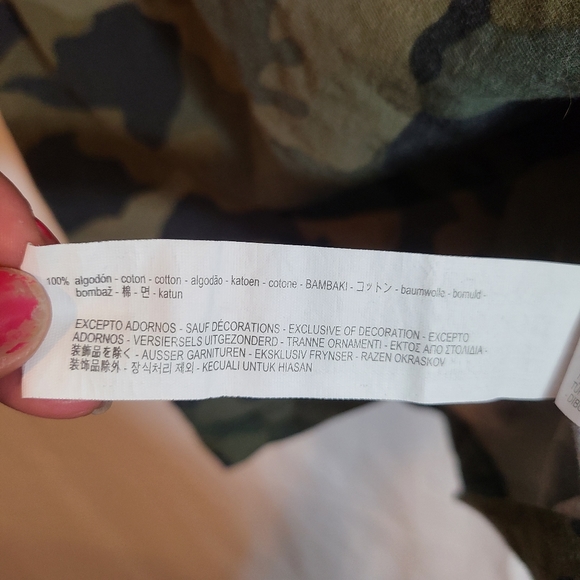 100% algodón - coton - cotton - algodão - katoen - cotone - BAMBAKI - コットン - baumwolle - bomuld -
bombaž - 棉 - 면 - katun
EXCEPTO ADORNOS - SAUF DÉCORATIONS - EXCLUSIVE OF DECORATION - EXCEPTO
ADORNOS - VERSIERSELS UITGEZONDERD - TRANNE ORNAMENTI - ΕΚΤΟΣ ΑΠΟ ΣΤΟΛΙΔΙΑ -
装飾品を除く - AUSSER GARNITUREN - EKSKLUSIV FRYNSER - RAZEN OKRASKOV
装饰品除外 - 장식처리 제외 - KECUALI UNTUK HIASAN